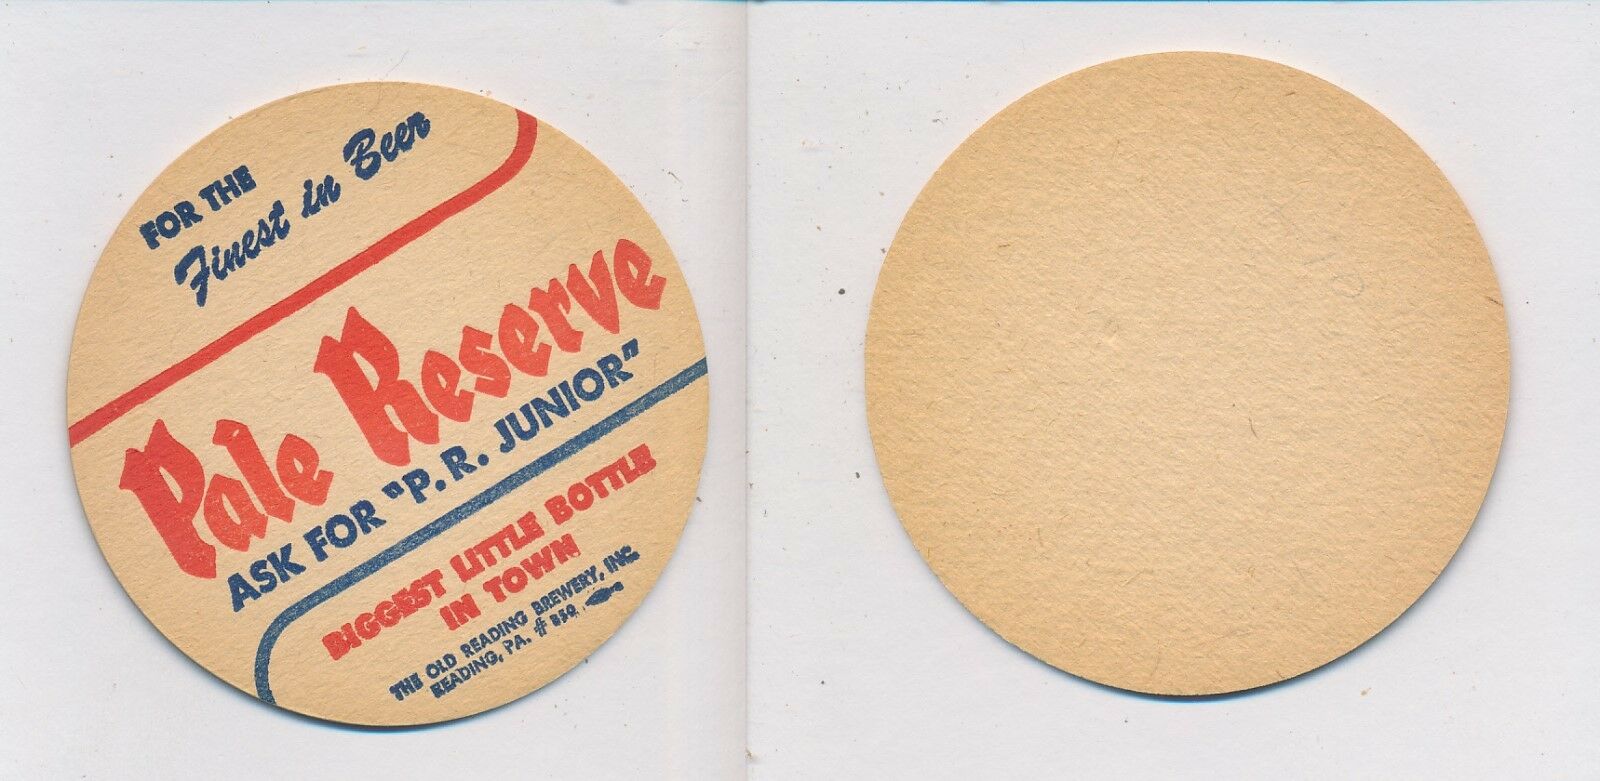 FOR THE
Finest in Beer
Pale Reserve
ASK FOR "P. R. JUNIOR"
BIGGEST LITTLE BOTTLE
IN TOWN
THE OLD READING BREWERY, INC.
READING, PA. # 859